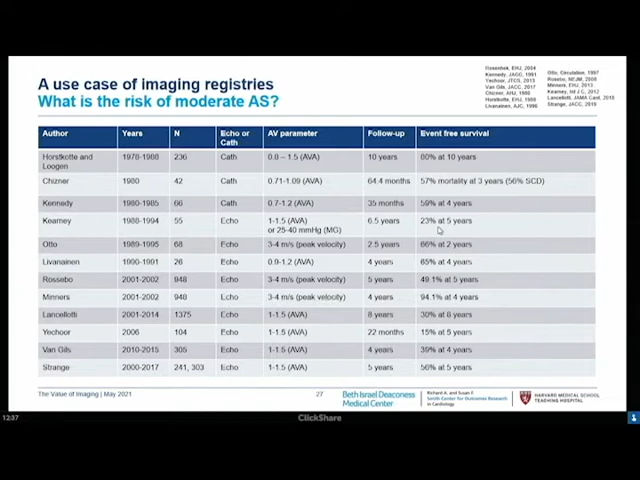 A use case of imaging registries
What is the risk of moderate AS?
Rosenhek, EHJ, 2004
Kennedy, JACC, 1991
Yechoor, JTCS, 2013
Van Gils, JACC, 2017
Chizner, AHJ, 1980
Horstkotte, EHJ, 1988
Livanainen, AJC, 1996
Otto, Circulation, 1997
Rossebo, NEJM, 2008
Minners, EHJ, 2013
Kearney, Int J C, 2012
Lancellotti, JAMA Card, 2018
Strange, JACC, 2019
Author Years N Echo or Cath AV parameter Follow-up Event free survival
Horstkotte and Loogen 1978-1988 236 Cath 0.8 – 1.5 (AVA) 10 years 80% at 10 years
Chizner 1980 42 Cath 0.71-1.09 (AVA) 64.4 months 57% mortality at 3 years (56% SCD)
Kennedy 1980-1985 66 Cath 0.7-1.2 (AVA) 35 months 59% at 4 years
Kearney 1988-1994 55 Echo 1-1.5 (AVA) or 25-40 mmHg (MG) 6.5 years 23% at 5 years
Otto 1989-1995 68 Echo 3-4 m/s (peak velocity) 2.5 years 66% at 2 years
Livanainen 1990-1991 26 Echo 0.9-1.2 (AVA) 4 years 65% at 4 years
Rossebo 2001-2002 948 Echo 3-4 m/s (peak velocity) 5 years 49.1% at 5 years
Minners 2001-2002 948 Echo 3-4 m/s (peak velocity) 4 years 94.1% at 4 years
Lancellotti 2001-2014 1375 Echo 1-1.5 (AVA) 8 years 30% at 8 years
Yechoor 2006 104 Echo 1-1.5 (AVA) 22 months 15% at 5 years
Van Gils 2010-2015 305 Echo 1-1.5 (AVA) 4 years 39% at 4 years
Strange 2000-2017 241, 303 Echo 1-1.5 (AVA) 5 years 56% at 5 years
The Value of Imaging | May 2021
27
Beth Israel Deaconess
Medical Center
Richard A. and Susan F.
Smith Center for Outcomes Research
in Cardiology
HARVARD MEDICAL SCHOOL
TEACHING HOSPITAL
12:37
ClickShare